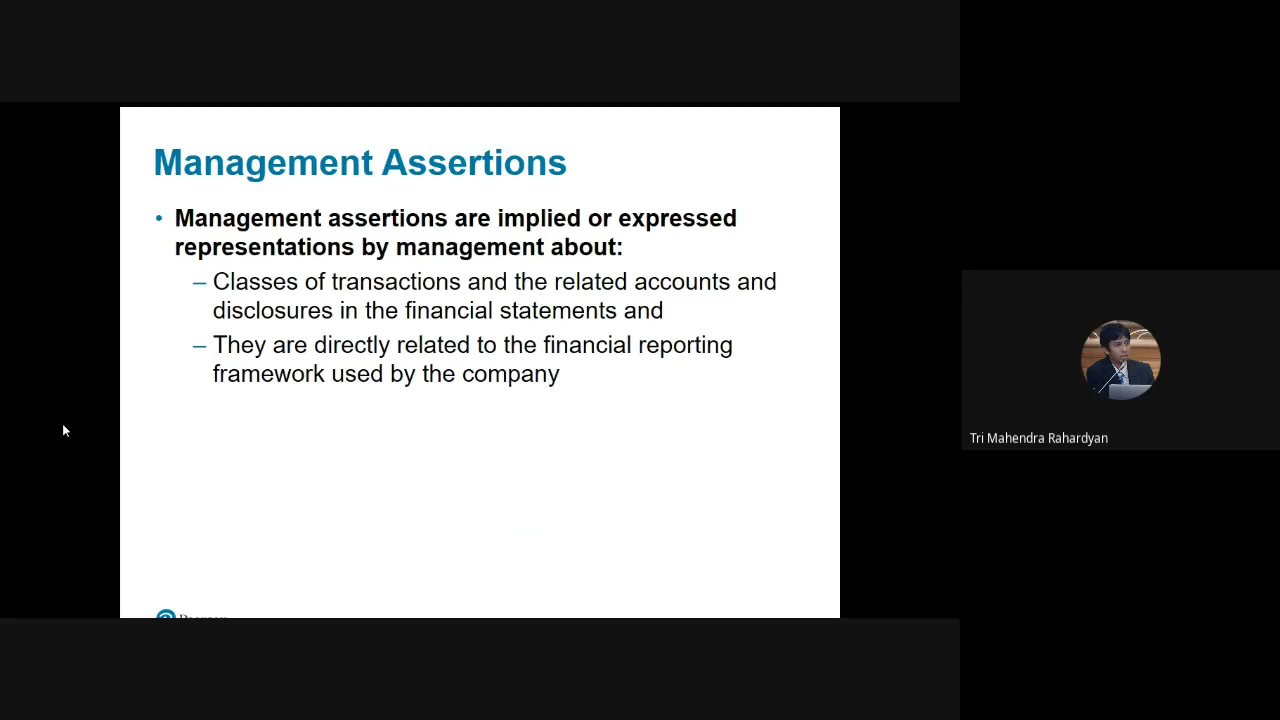 Management Assertions
• Management assertions are implied or expressed
representations by management about:
– Classes of transactions and the related accounts and
disclosures in the financial statements and
– They are directly related to the financial reporting
framework used by the company
Tri Mahendra Rahardyan